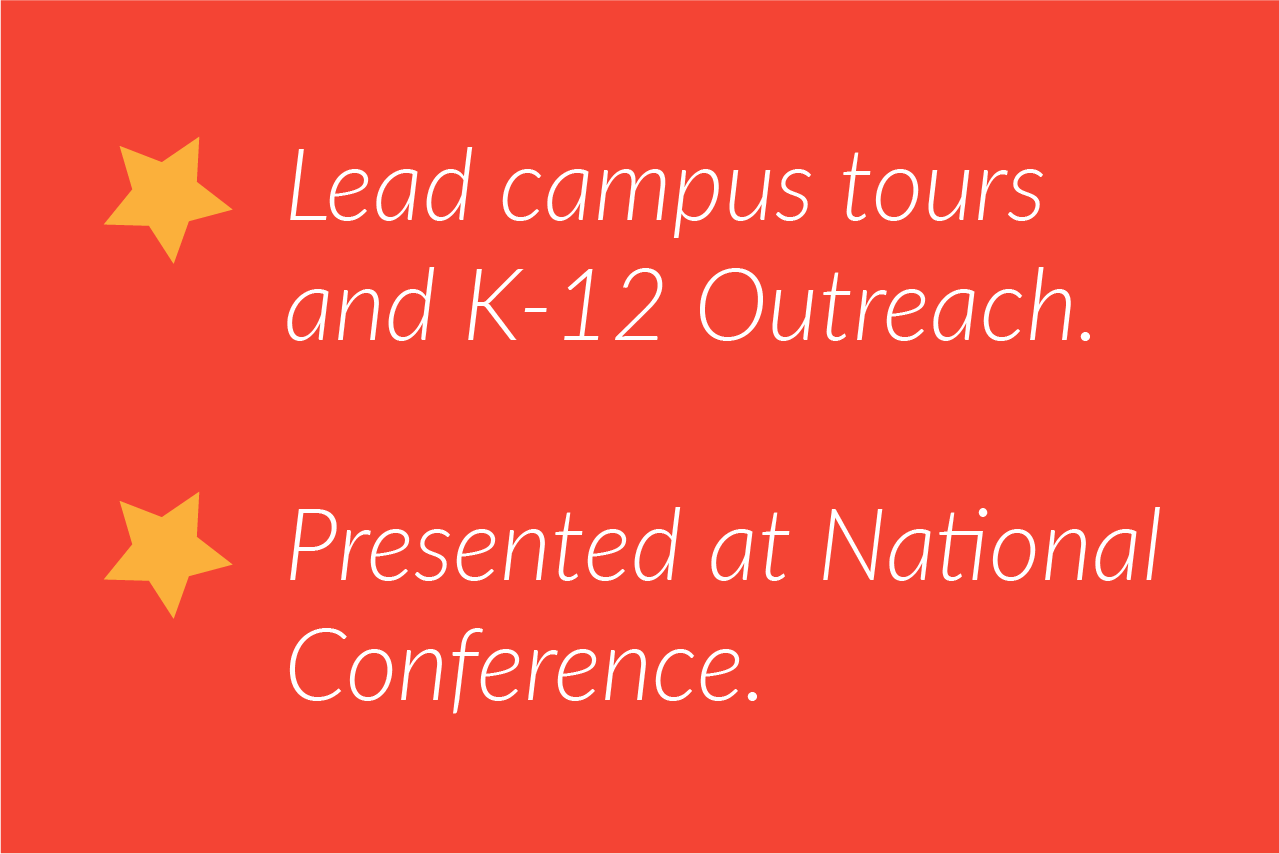 Lead campus tours
and K-12 Outreach.
Presented at National
Conference.